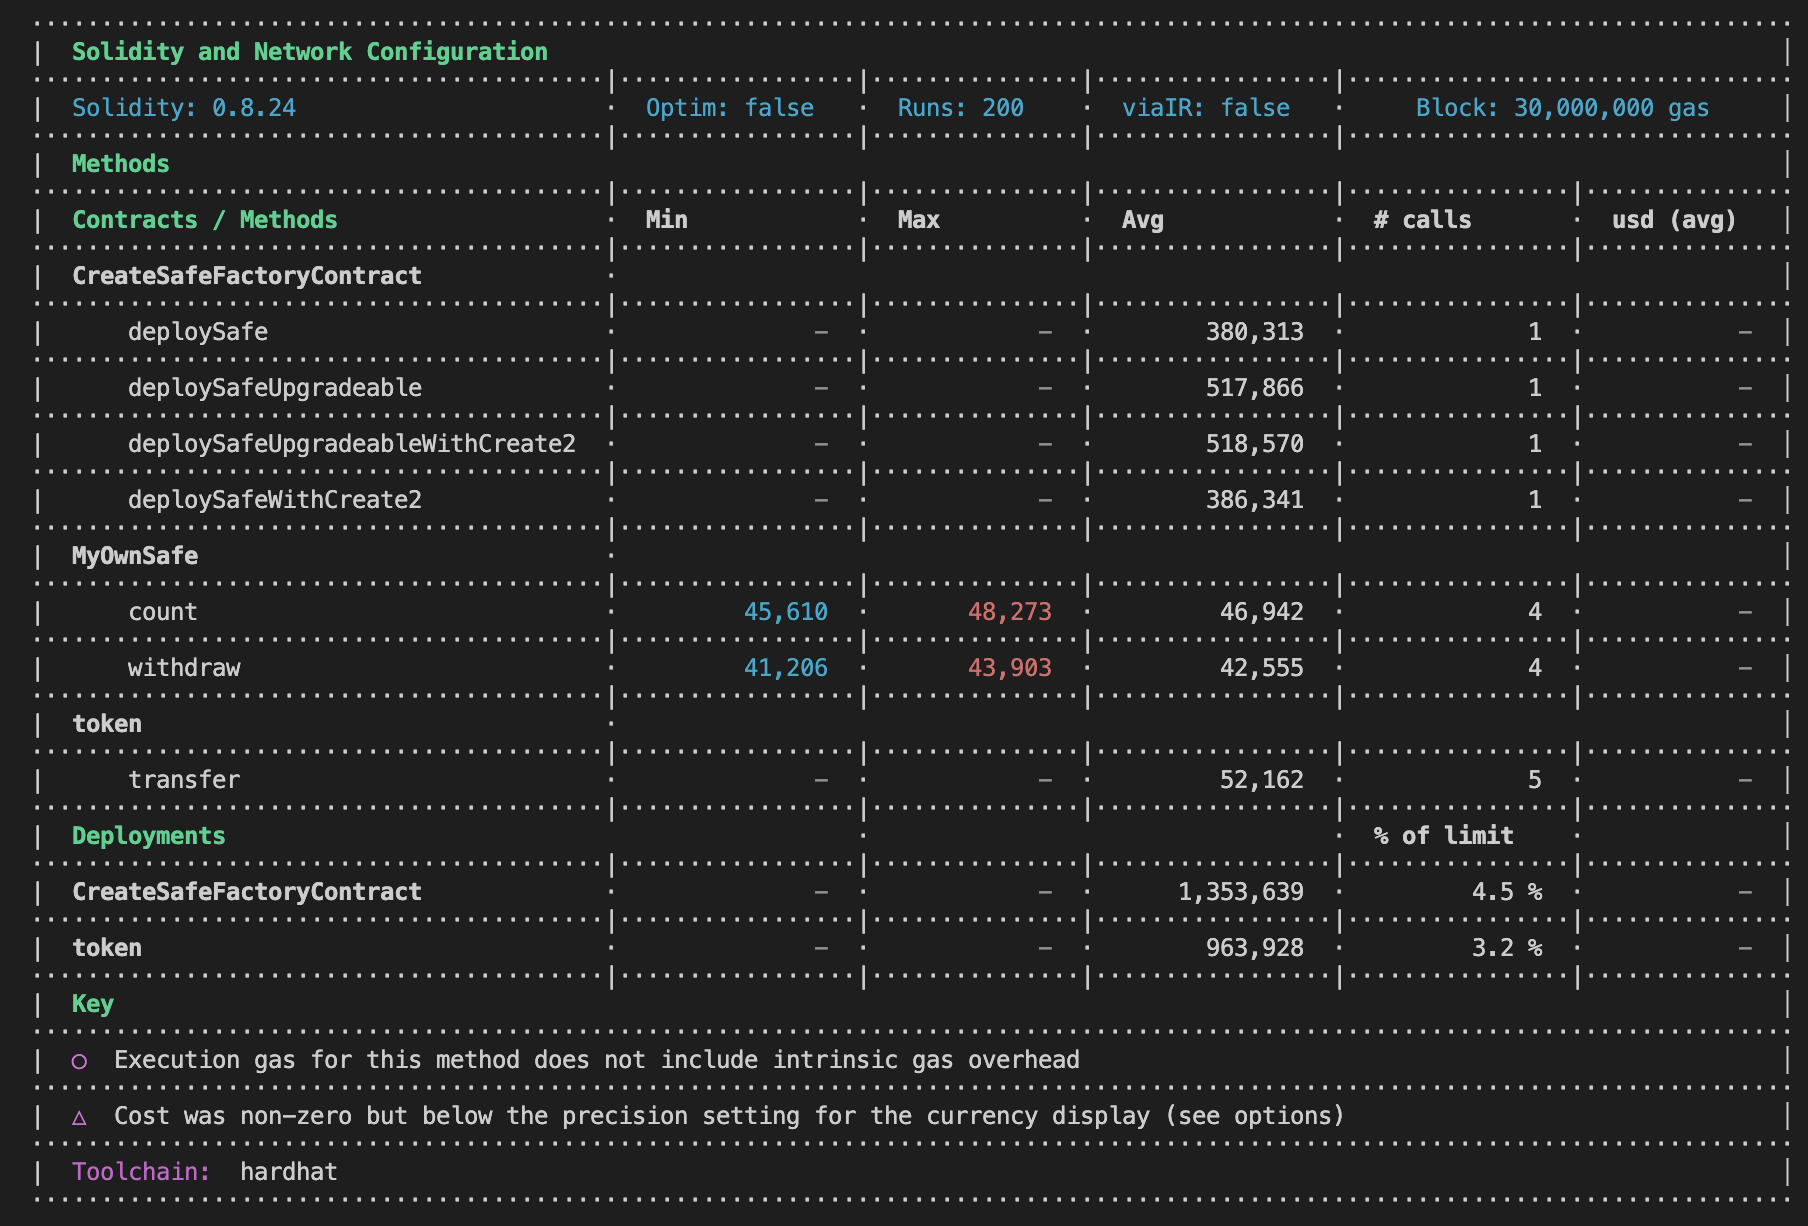 Solidity and Network Configuration
Solidity: 0.8.24 Optim: false Runs: 200 viaIR: false Block: 30,000,000 gas
Methods
Contracts / Methods Min Max Avg # calls usd (avg)
CreateSafeFactoryContract
deploySafe - - 380,313 1 -
deploySafeUpgradeable - - 517,866 1 -
deploySafeUpgradeableWithCreate2 - - 518,570 1 -
deploySafeWithCreate2 - - 386,341 1 -
MyOwnSafe
count 45,610 48,273 46,942 4 -
withdraw 41,206 43,903 42,555 4 -
token
transfer - - 52,162 5 -
Deployments % of limit
CreateSafeFactoryContract - - 1,353,639 4.5 % -
token - - 963,928 3.2 % -
Key
○ Execution gas for this method does not include intrinsic gas overhead
△ Cost was non-zero but below the precision setting for the currency display (see options)
Toolchain: hardhat